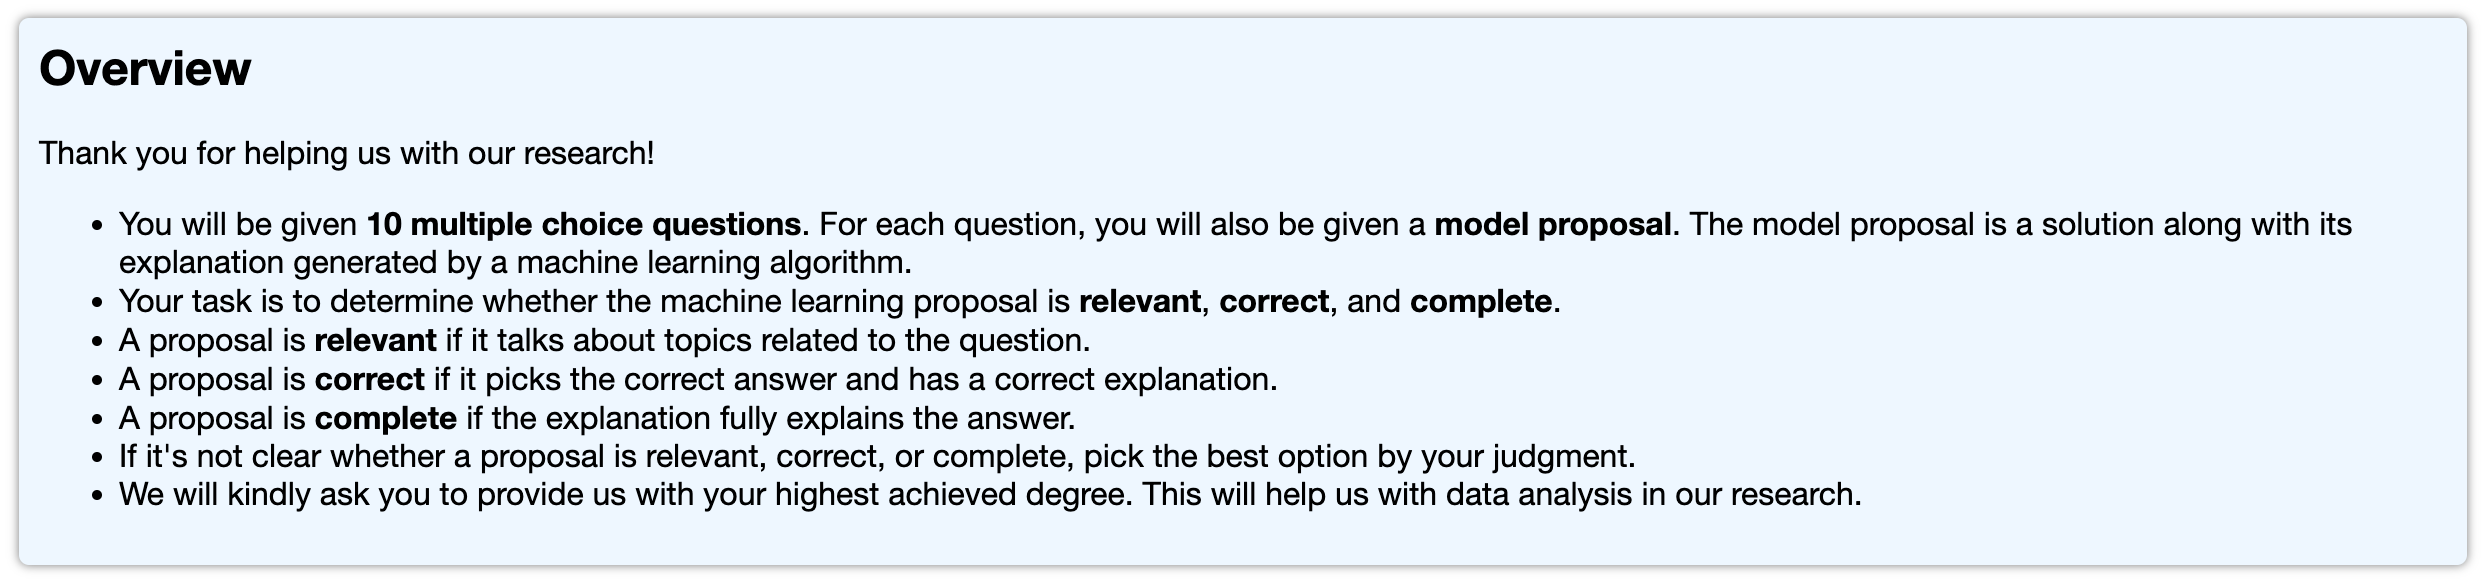 Overview
Thank you for helping us with our research!
• You will be given 10 multiple choice questions. For each question, you will also be given a model proposal. The model proposal is a solution along with its
explanation generated by a machine learning algorithm.
• Your task is to determine whether the machine learning proposal is relevant, correct, and complete.
• A proposal is relevant if it talks about topics related to the question.
• A proposal is correct if it picks the correct answer and has a correct explanation.
• A proposal is complete if the explanation fully explains the answer.
• If it's not clear whether a proposal is relevant, correct, or complete, pick the best option by your judgment.
• We will kindly ask you to provide us with your highest achieved degree. This will help us with data analysis in our research.